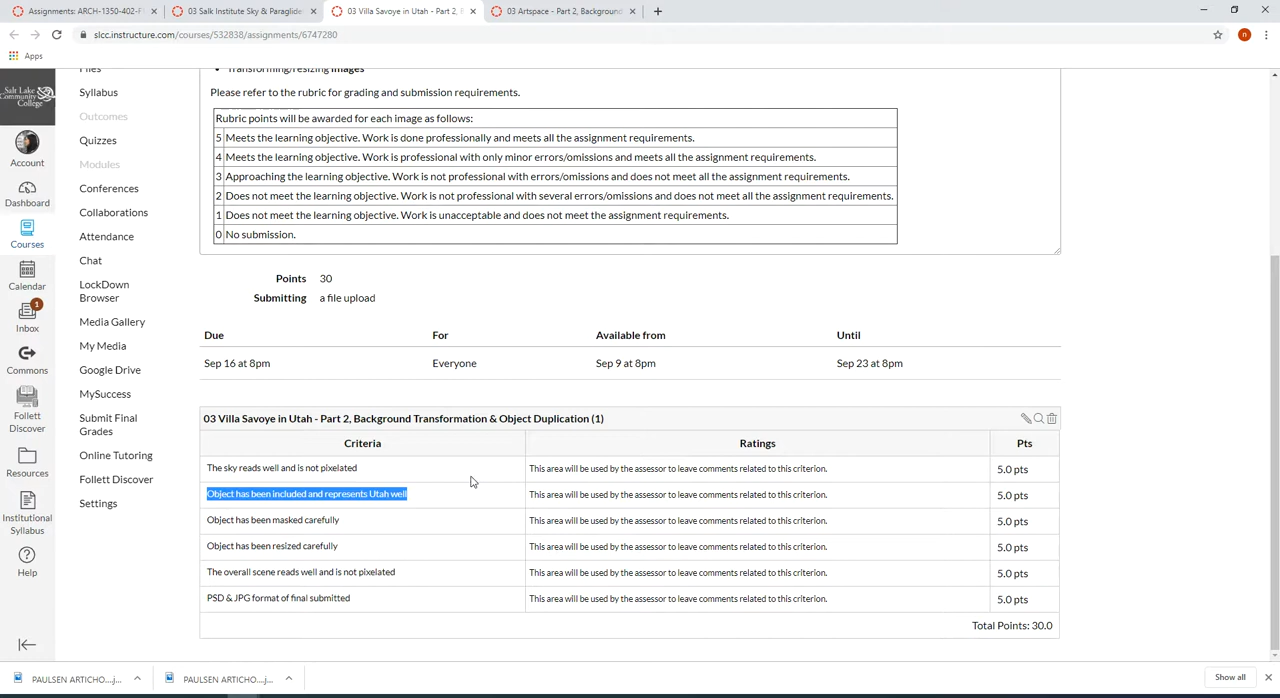 Assignments: ARCH-1350-402-F
03 Salk Institute Sky & Paraglide
03 Villa Savoye in Utah - Part 2,
03 Artspace - Part 2, Background
slcc.instructure.com/courses/532838/assignments/6747280
n
Apps
Salt Lake
Community
College
Account
Dashboard
Courses
Calendar
1
Inbox
Commons
Follett
Discover
Resources
Institutional
Syllabus
Help
Files
Syllabus
Outcomes
Quizzes
Modules
Conferences
Collaborations
Attendance
Chat
LockDown
Browser
Media Gallery
My Media
Google Drive
MySuccess
Submit Final
Grades
Online Tutoring
Follett Discover
Settings
Transforming/resizing images
Please refer to the rubric for grading and submission requirements.
Rubric points will be awarded for each image as follows:
5 Meets the learning objective. Work is done professionally and meets all the assignment requirements.
4 Meets the learning objective. Work is professional with only minor errors/omissions and meets all the assignment requirements.
3 Approaching the learning objective. Work is not professional with errors/omissions and does not meet all the assignment requirements.
2 Does not meet the learning objective. Work is not professional with several errors/omissions and does not meet all the assignment requirements.
1 Does not meet the learning objective. Work is unacceptable and does not meet the assignment requirements.
0 No submission.
Points 30
Submitting a file upload
Due For Available from Until
Sep 16 at 8pm Everyone Sep 9 at 8pm Sep 23 at 8pm
03 Villa Savoye in Utah - Part 2, Background Transformation & Object Duplication (1)
Criteria Ratings Pts
The sky reads well and is not pixelated This area will be used by the assessor to leave comments related to this criterion. 5.0 pts
Object has been included and represents Utah well This area will be used by the assessor to leave comments related to this criterion. 5.0 pts
Object has been masked carefully This area will be used by the assessor to leave comments related to this criterion. 5.0 pts
Object has been resized carefully This area will be used by the assessor to leave comments related to this criterion. 5.0 pts
The overall scene reads well and is not pixelated This area will be used by the assessor to leave comments related to this criterion. 5.0 pts
PSD & JPG format of final submitted This area will be used by the assessor to leave comments related to this criterion. 5.0 pts
Total Points: 30.0
PAULSEN ARTICHO....j...
PAULSEN ARTICHO....j...
Show all